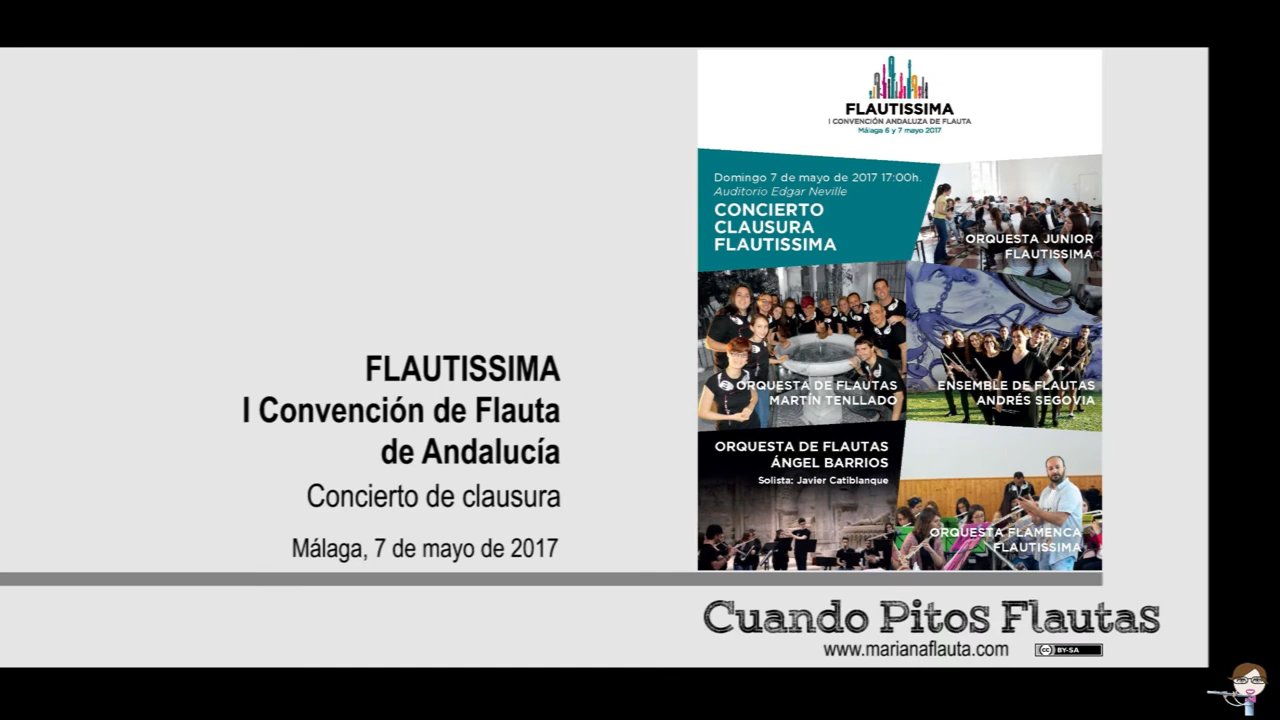 FLAUTISSIMA
I Convención de Flauta
de Andalucía
Concierto de clausura
Málaga, 7 de mayo de 2017
FLAUTISSIMA
I CONVENCIÓN ANDALUZA DE FLAUTA
Málaga 6 y 7 mayo 2017
Domingo 7 de mayo de 2017 17:00h.
Auditorio Edgar Neville
CONCIERTO
CLAUSURA
FLAUTISSIMA
ORQUESTA JUNIOR
FLAUTISSIMA
ORQUESTA DE FLAUTAS
MARTÍN TENLLADO
ENSEMBLE DE FLAUTAS
ANDRÉS SEGOVIA
ORQUESTA DE FLAUTAS
ÁNGEL BARRIOS
Solista: Javier Catiblanque
ORQUESTA FLAMENCA
FLAUTISSIMA
Cuando Pitos Flautas
www.marianaflauta.com
cc BY-SA